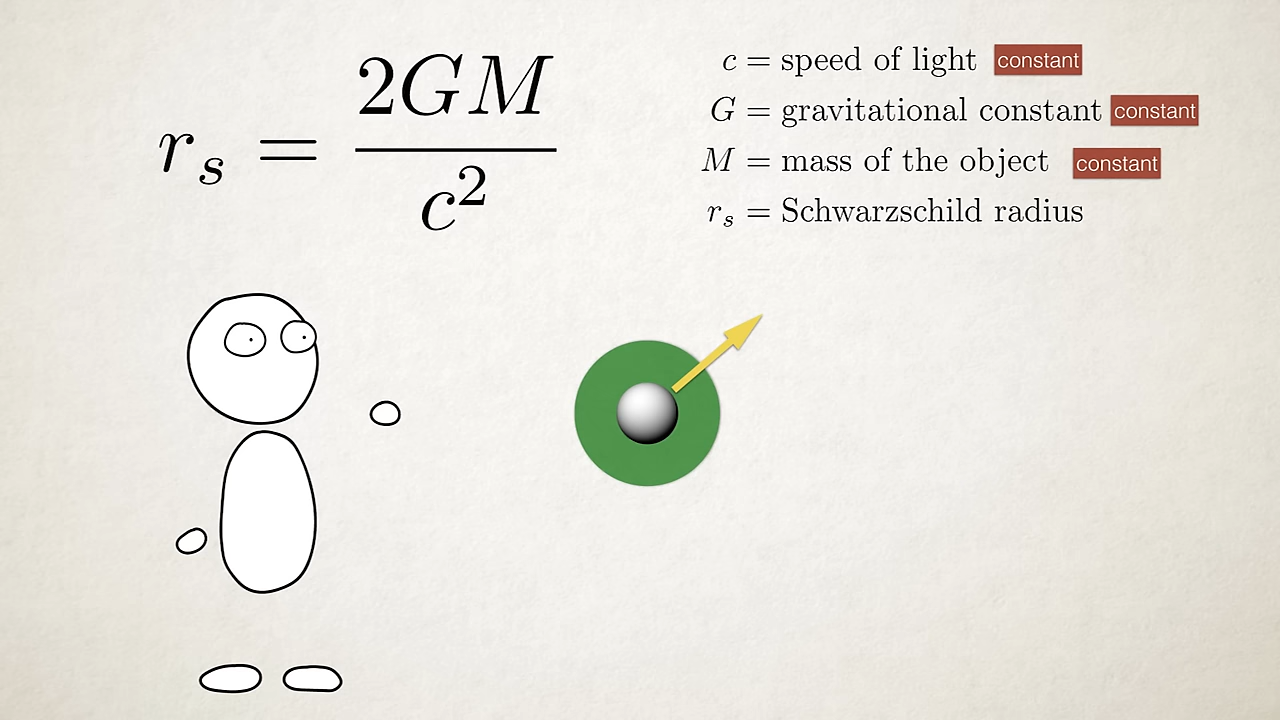 r_s = 2GM / c^2
c = speed of light constant
G = gravitational constant constant
M = mass of the object constant
r_s = Schwarzschild radius